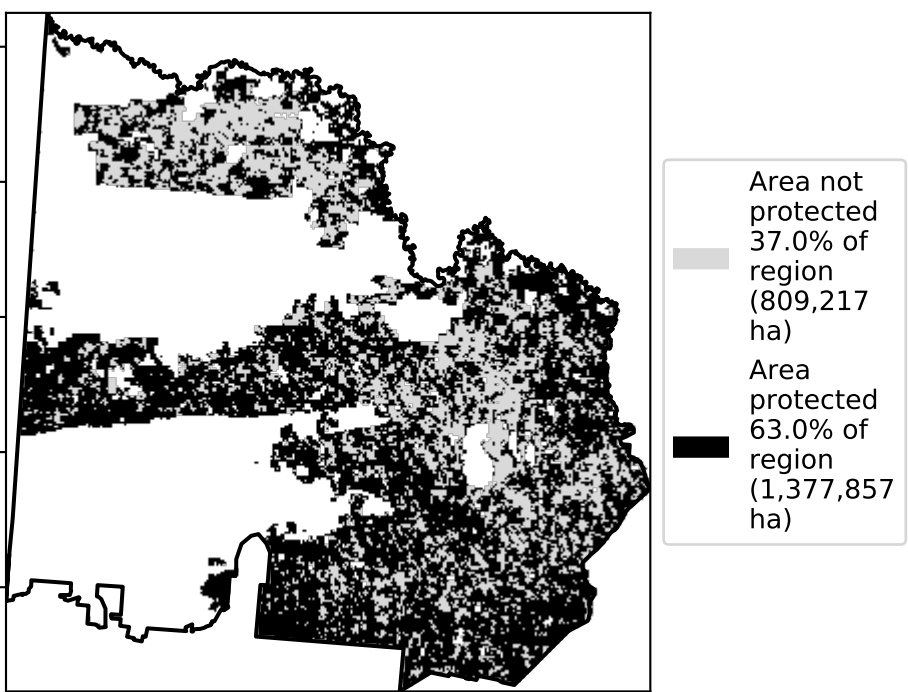 Area not
protected
37.0% of
region
(809,217
ha)
Area
protected
63.0% of
region
(1,377,857
ha)